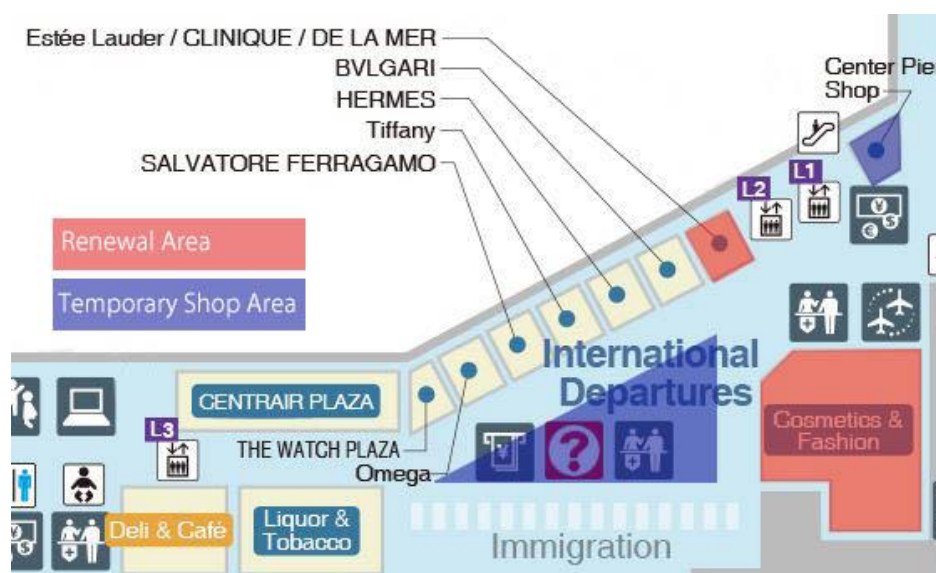 Estée Lauder / CLINIQUE / DE LA MER
BVLGARI
HERMES
Tiffany
SALVATORE FERRAGAMO
Center Pie
Shop
L1
L2
Renewal Area
Temporary Shop Area
International
Departures
CENTRAIR PLAZA
Cosmetics &
Fashion
L3
THE WATCH PLAZA
Omega
?
Deli & Café
Liquor &
Tobacco
Immigration